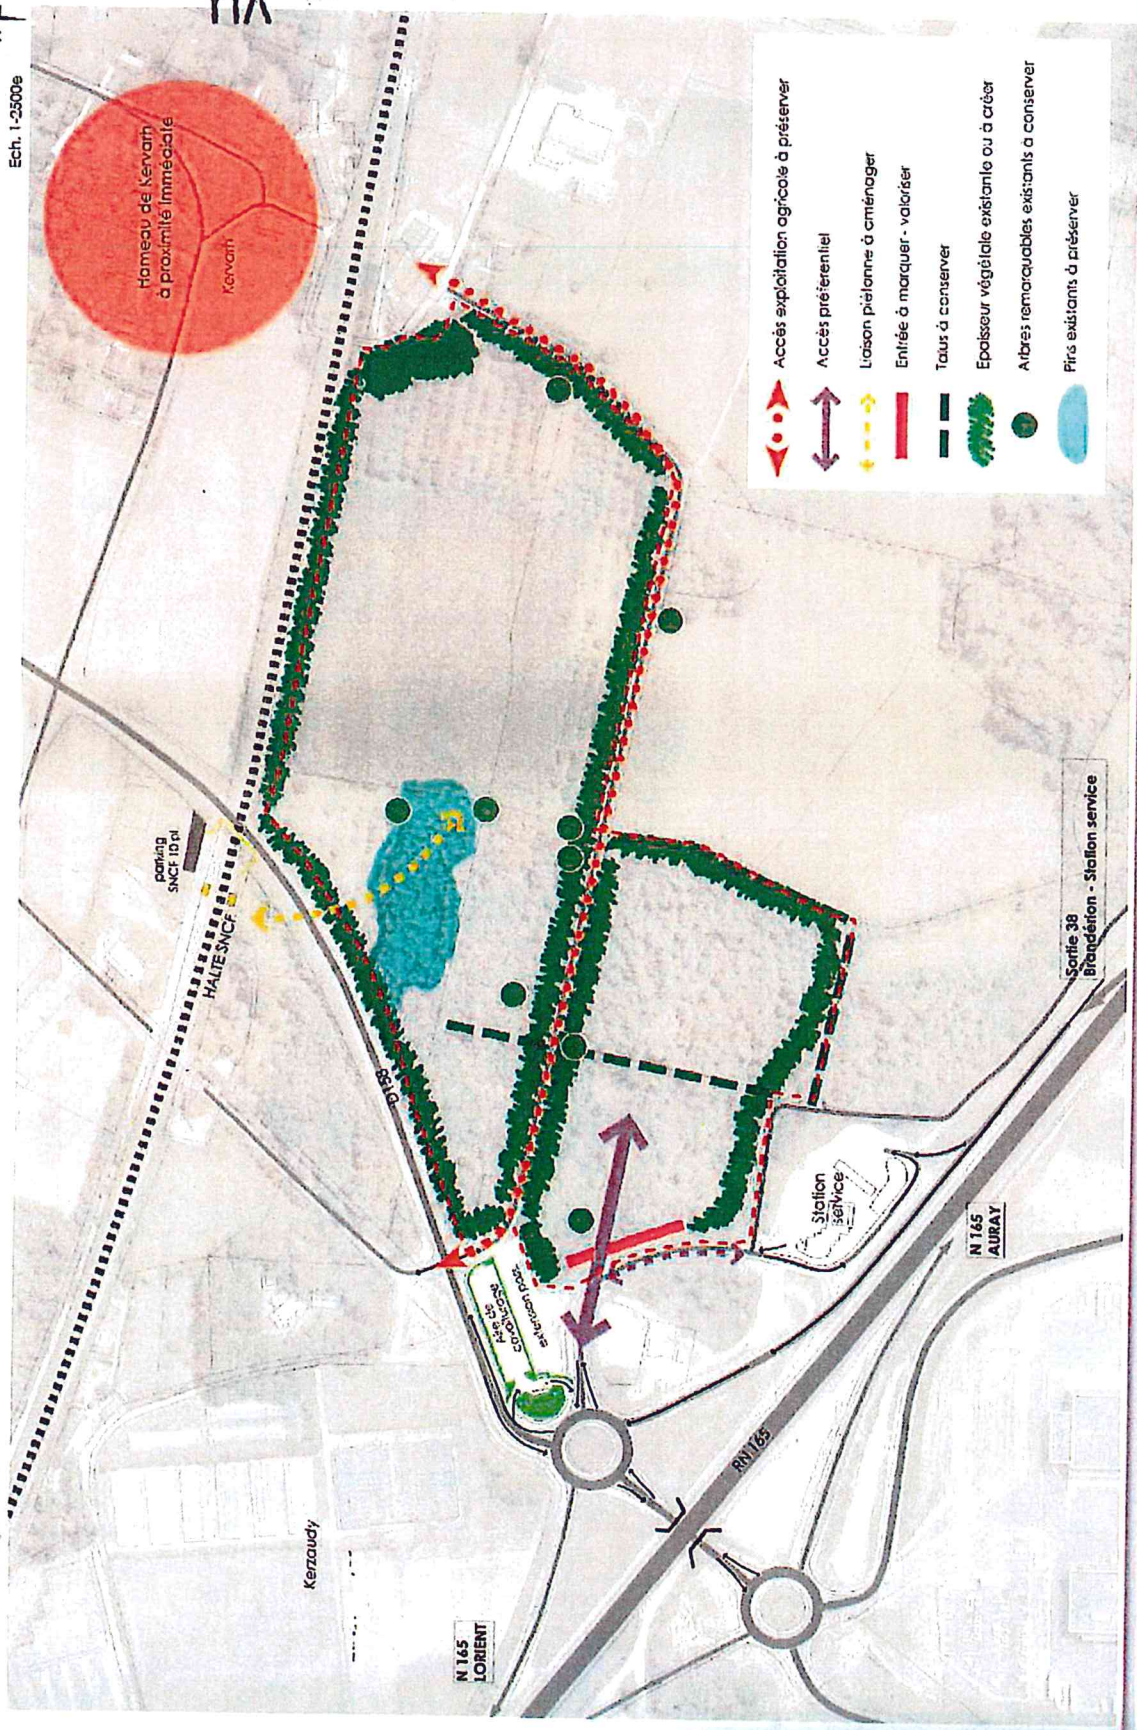 Ech. 1-2500e
Hameau de Kervarh
à proximité immédiate
Kervarh
parking
SNCF 10 pl
HALTE SNCF
D158
Kerzaudy
Aire de
covoiturage
extension poss.
Station
service
N 165
LORIENT
RN 165
N 165
AURAY
Sortie 38
Brandérion - Station service
Accès exploitation agricole à préserver
Accès préférentiel
Liaison piétonne à aménager
Entrée à marquer - valoriser
Talus à conserver
Epaisseur végétale existante ou à créer
Arbres remarquables existants à conserver
Pins existants à préserver